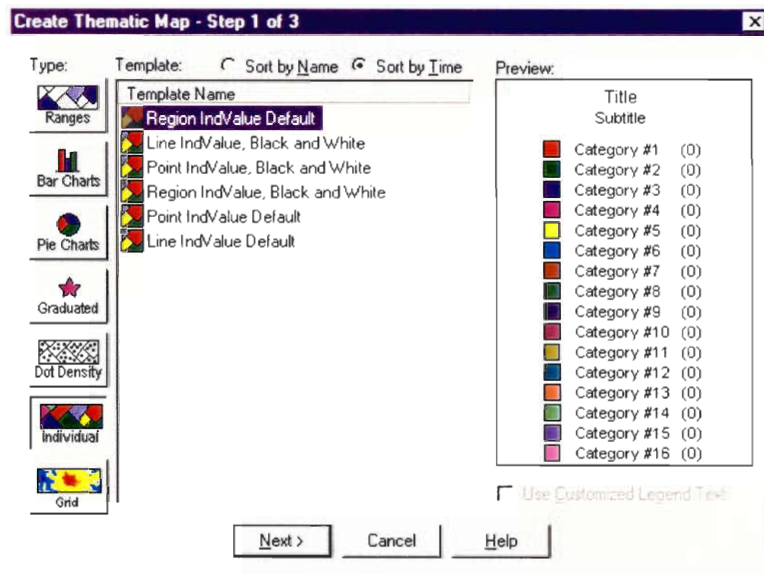 Create Thematic Map - Step 1 of 3
Type:
Ranges
Bar Charts
Pie Charts
Graduated
Dot Density
Individual
Grid
Template: Sort by Name Sort by Time
Template Name
Region IndValue Default
Line IndValue, Black and White
Point IndValue, Black and White
Region IndValue, Black and White
Point IndValue Default
Line IndValue Default
Preview:
Title
Subtitle
Category #1 (0)
Category #2 (0)
Category #3 (0)
Category #4 (0)
Category #5 (0)
Category #6 (0)
Category #7 (0)
Category #8 (0)
Category #9 (0)
Category #10 (0)
Category #11 (0)
Category #12 (0)
Category #13 (0)
Category #14 (0)
Category #15 (0)
Category #16 (0)
Use Customized Legend Text
Next >
Cancel
Help